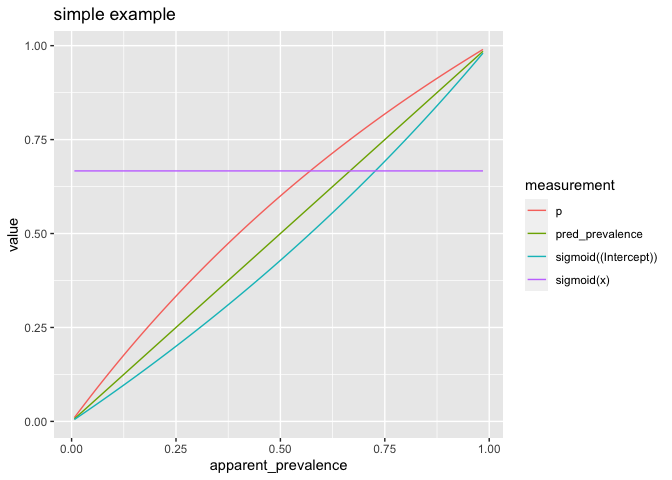 simple example
1.00
0.75
0.50
0.25
0.00
value
0.00 0.25 0.50 0.75 1.00
apparent_prevalence
measurement
p
pred_prevalence
sigmoid((Intercept))
sigmoid(x)